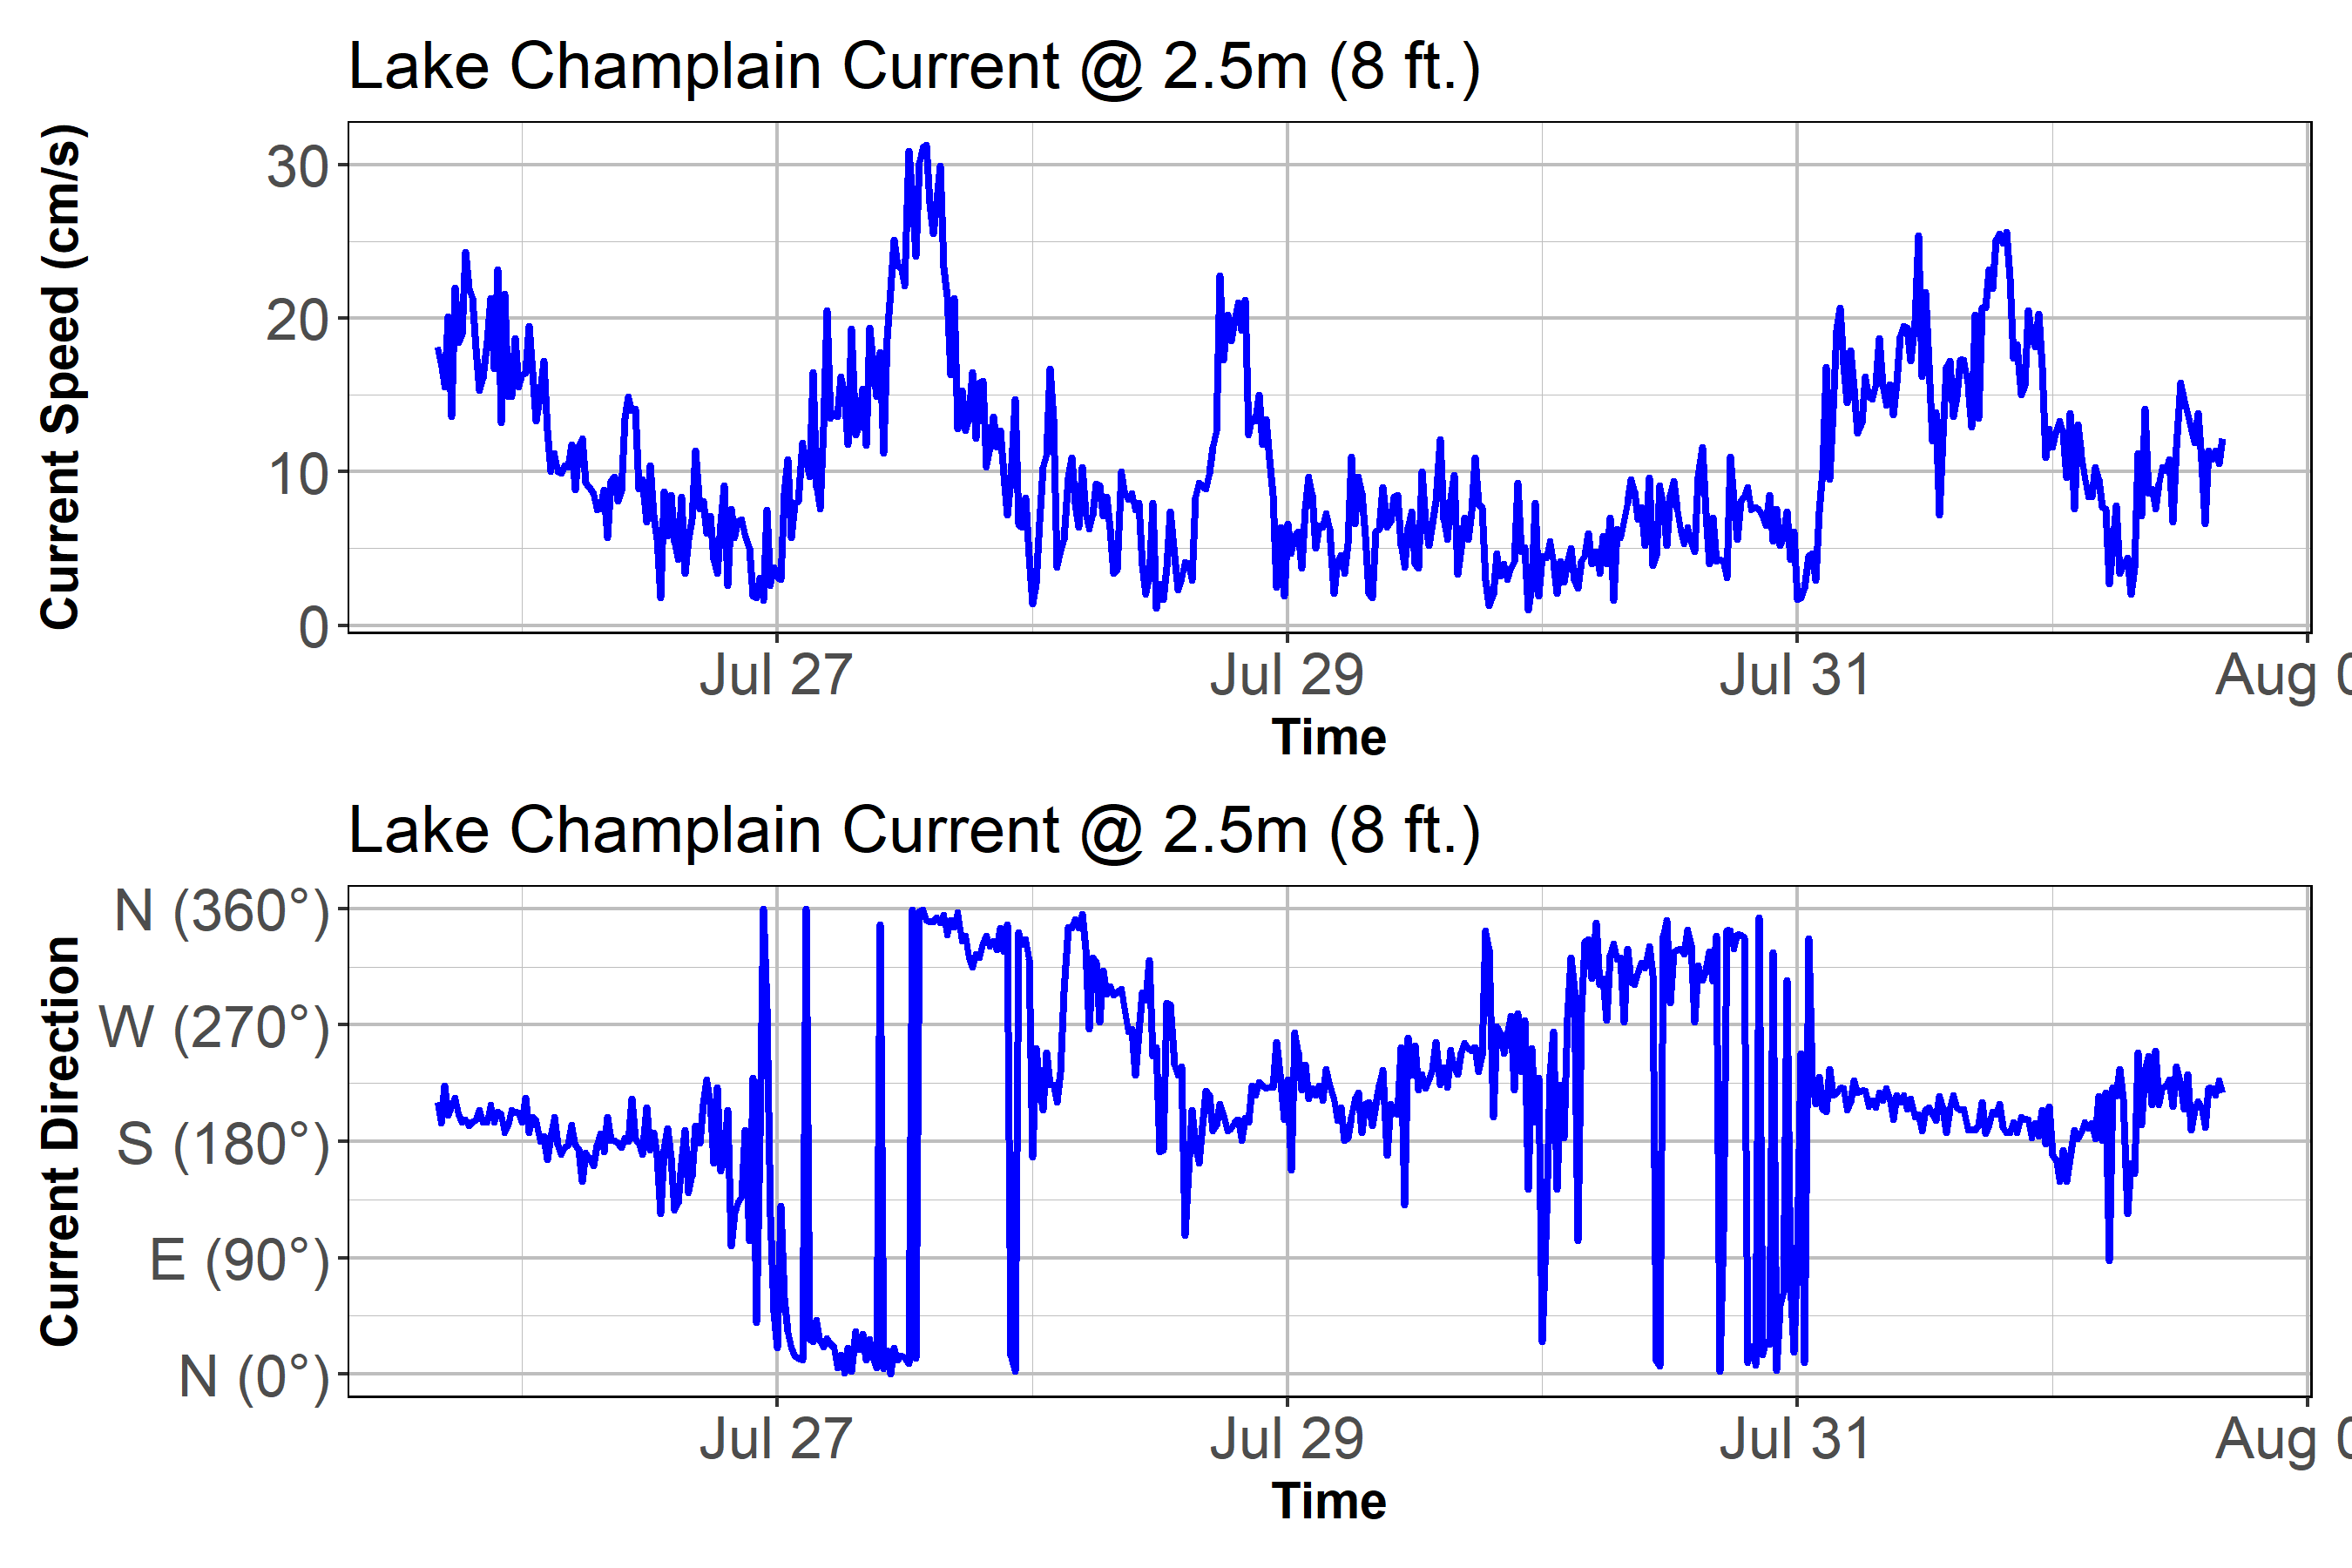 Lake Champlain Current @ 2.5m (8 ft.)
Current Speed (cm/s)
30
20
10
0
Jul 27 Jul 29 Jul 31 Aug 0
Time
Lake Champlain Current @ 2.5m (8 ft.)
Current Direction
N (360°)
W (270°)
S (180°)
E (90°)
N (0°)
Jul 27 Jul 29 Jul 31 Aug 0
Time